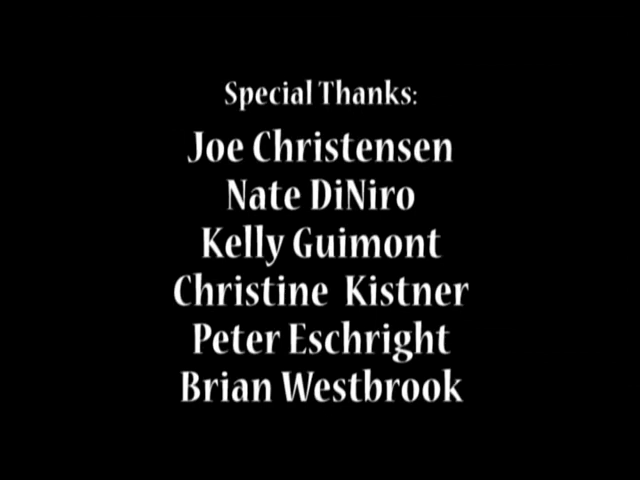 Special Thanks:
Joe Christensen
Nate DiNiro
Kelly Guimont
Christine Kistner
Peter Eschright
Brian Westbrook